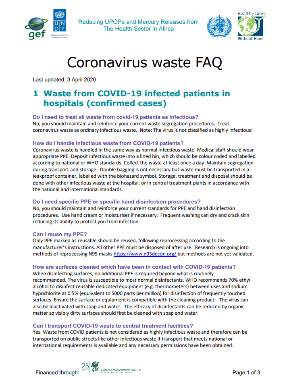 gef
Reducing UPOPs and Mercury Releases from
The Health Sector in Africa
Coronavirus waste FAQ
Last updated: 3 April 2020
1 Waste from COVID-19 infected patients in
hospitals (confirmed cases)
Do I need to treat all waste from covid-19 patients as infectious?
No, you should maintain and reinforce your current waste segregation procedures. Treat
coronavirus waste as ordinary infectious waste. Note: The virus is not classified as highly infectious!
How do I handle infectious waste from COVID-19 patients?
Coronavirus waste is handled in the same way as normal infectious waste. Medical staff should wear
appropriate PPE. Deposit infectious waste into a lined bin, which should be colour coded and labelled
according to national or WHO standards. Collect the waste at least once a day. Maintain segregation
during transport and storage. Double bagging is not necessary but waste must be transported in a
leakproof container, labelled with the biohazard symbol. Storage, treatment and disposal should be
done with other infectious waste at the hospital, or in central treatment plants in accordance with
the national and international standards.
Do I need specific PPE or specific hand disinfection procedures?
No, you should maintain and reinforce your current standards for PPE and hand disinfection
procedures. Use hand cream or moisturiser if necessary. Frequent washing can dry and crack skin
reducing its ability to protect you from infection.
Can I reuse my PPE?
Only PPE marked as reusable should be reused, following reprocessing according to the
manufacturer's instructions. All other PPE must be disposed of after use. Research is ongoing into
methods of reprocessing N95 masks https://www.n95decon.org/ but methods are not yet validated.
How are surfaces cleaned which have been in contact with COVID-19 patients?
When disinfecting surfaces, no additional PPE is required beyond what is routinely
recommended. The virus is susceptible to most normal disinfectants. WHO recommends 70% ethyl
alcohol to disinfect reusable dedicated equipment (e.g. thermometers) between uses and sodium
hypochlorite at 0.5% (equivalent to 5000 parts per million) for disinfection of frequently touched
surfaces. Ensure the surface or equipment is compatible with the cleaning product. The virus can
also be inactivated with soap and water. The efficacy of disinfectants can be reduced by organic
matter so visibly dirty surfaces should first be cleaned with soap and water.
Can I transport COVID-19 waste to central treatment facilities?
Yes. Waste from COVID patients is not considered as highly infectious waste and therefore can be
transported on public streets like other infectious waste if transport that meets national or
international requirements is available and any necessary permissions have been obtained.
Financed through:
gef
Page 1 of 3